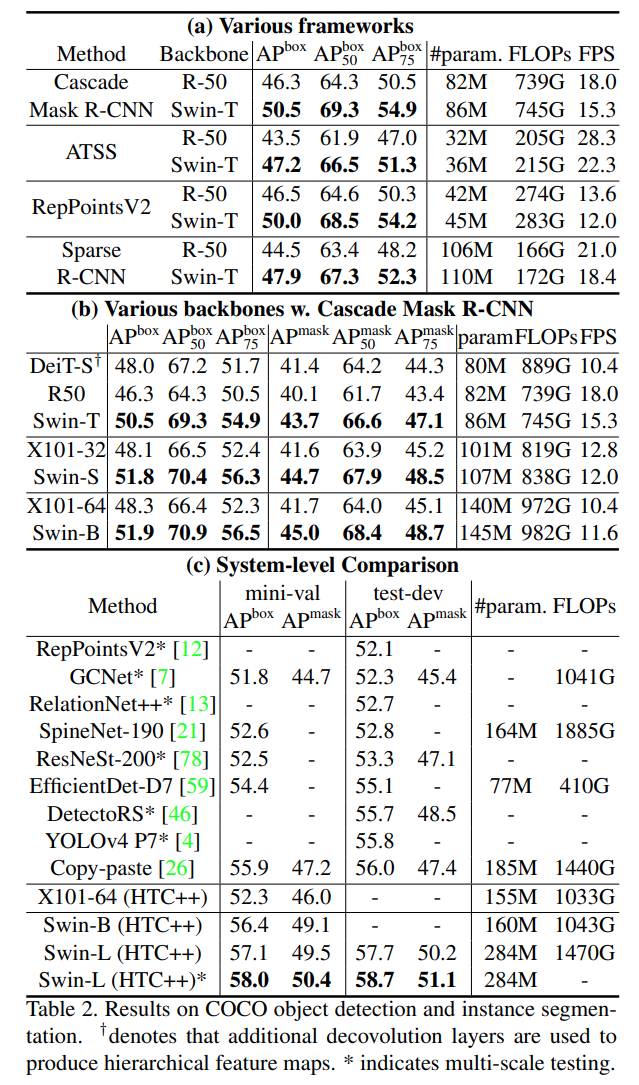 (a) Various frameworks
Method Backbone AP^box AP^box_50 AP^box_75 #param. FLOPs FPS
Cascade R-50 46.3 64.3 50.5 82M 739G 18.0
Mask R-CNN Swin-T 50.5 69.3 54.9 86M 745G 15.3
ATSS R-50 43.5 61.9 47.0 32M 205G 28.3
Swin-T 47.2 66.5 51.3 36M 215G 22.3
RepPointsV2 R-50 46.5 64.6 50.3 42M 274G 13.6
Swin-T 50.0 68.5 54.2 45M 283G 12.0
Sparse R-50 44.5 63.4 48.2 106M 166G 21.0
R-CNN Swin-T 47.9 67.3 52.3 110M 172G 18.4
(b) Various backbones w. Cascade Mask R-CNN
AP^box AP^box_50 AP^box_75 AP^mask AP^mask_50 AP^mask_75 param FLOPs FPS
DeiT-S† 48.0 67.2 51.7 41.4 64.2 44.3 80M 889G 10.4
R50 46.3 64.3 50.5 40.1 61.7 43.4 82M 739G 18.0
Swin-T 50.5 69.3 54.9 43.7 66.6 47.1 86M 745G 15.3
X101-32 48.1 66.5 52.4 41.6 63.9 45.2 101M 819G 12.8
Swin-S 51.8 70.4 56.3 44.7 67.9 48.5 107M 838G 12.0
X101-64 48.3 66.4 52.3 41.7 64.0 45.1 140M 972G 10.4
Swin-B 51.9 70.9 56.5 45.0 68.4 48.7 145M 982G 11.6
(c) System-level Comparison
Method mini-val test-dev #param. FLOPs
AP^box AP^mask AP^box AP^mask
RepPointsV2* [12] - - 52.1 - - -
GCNet* [7] 51.8 44.7 52.3 45.4 - 1041G
RelationNet++* [13] - - 52.7 - - -
SpineNet-190 [21] 52.6 - 52.8 - 164M 1885G
ResNeSt-200* [78] 52.5 - 53.3 47.1 - -
EfficientDet-D7 [59] 54.4 - 55.1 - 77M 410G
DetectoRS* [46] - - 55.7 48.5 - -
YOLOv4 P7* [4] - - 55.8 - - -
Copy-paste [26] 55.9 47.2 56.0 47.4 185M 1440G
X101-64 (HTC++) 52.3 46.0 - - 155M 1033G
Swin-B (HTC++) 56.4 49.1 - - 160M 1043G
Swin-L (HTC++) 57.1 49.5 57.7 50.2 284M 1470G
Swin-L (HTC++)* 58.0 50.4 58.7 51.1 284M -
Table 2. Results on COCO object detection and instance segmen-
tation. †denotes that additional decovolution layers are used to
produce hierarchical feature maps. * indicates multi-scale testing.